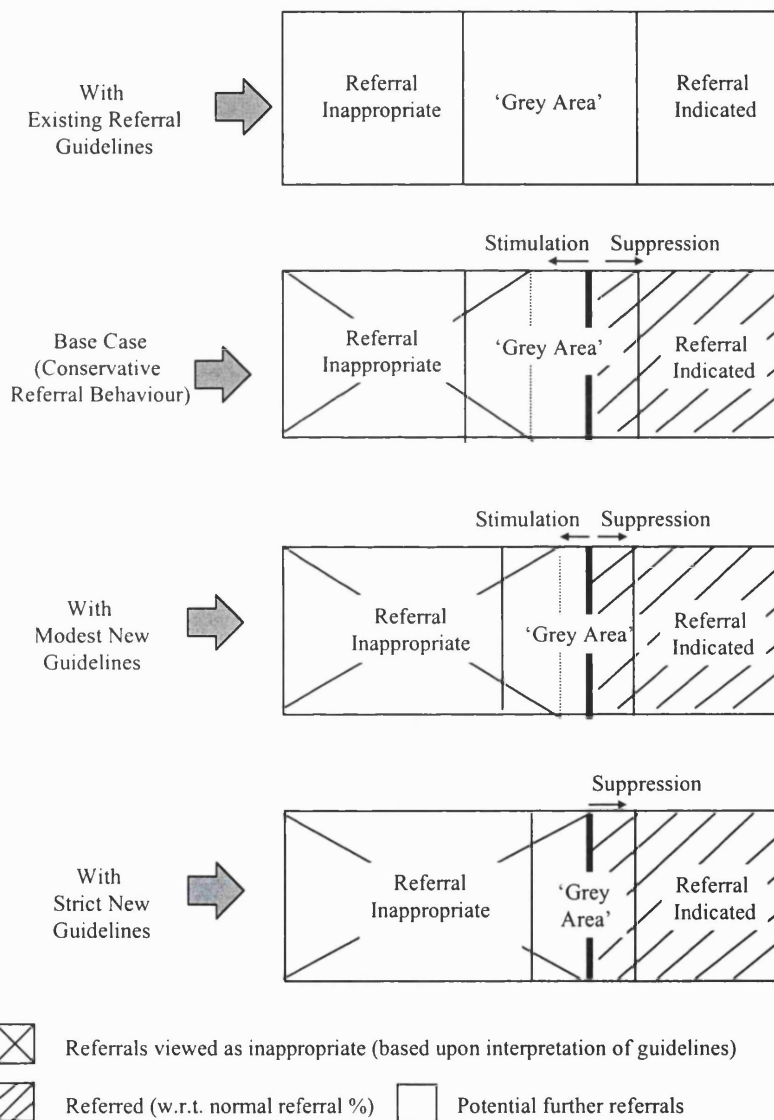 With
Existing Referral
Guidelines
Referral
Inappropriate
'Grey Area'
Referral
Indicated
Stimulation
Suppression
Base Case
(Conservative
Referral Behaviour)
Referral
Inappropriate
'Grey Area'
Referral
Indicated
Stimulation
Suppression
With
Modest New
Guidelines
Referral
Inappropriate
'Grey Area'
Referral
Indicated
Suppression
With
Strict New
Guidelines
Referral
Inappropriate
'Grey
Area'
Referral
Indicated
Referrals viewed as inappropriate (based upon interpretation of guidelines)
Referred (w.r.t. normal referral %)
Potential further referrals